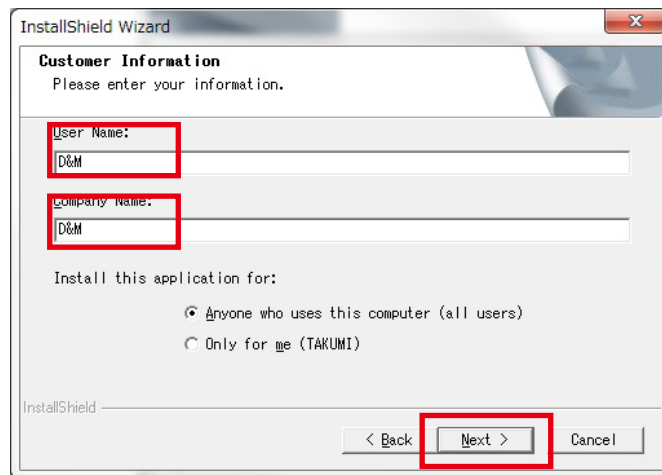 InstallShield Wizard
X
Customer Information
Please enter your information.
User Name:
D&M
Company Name:
D&M
Install this application for:
Anyone who uses this computer (all users)
Only for me (TAKUMI)
InstallShield
< Back
Next >
Cancel